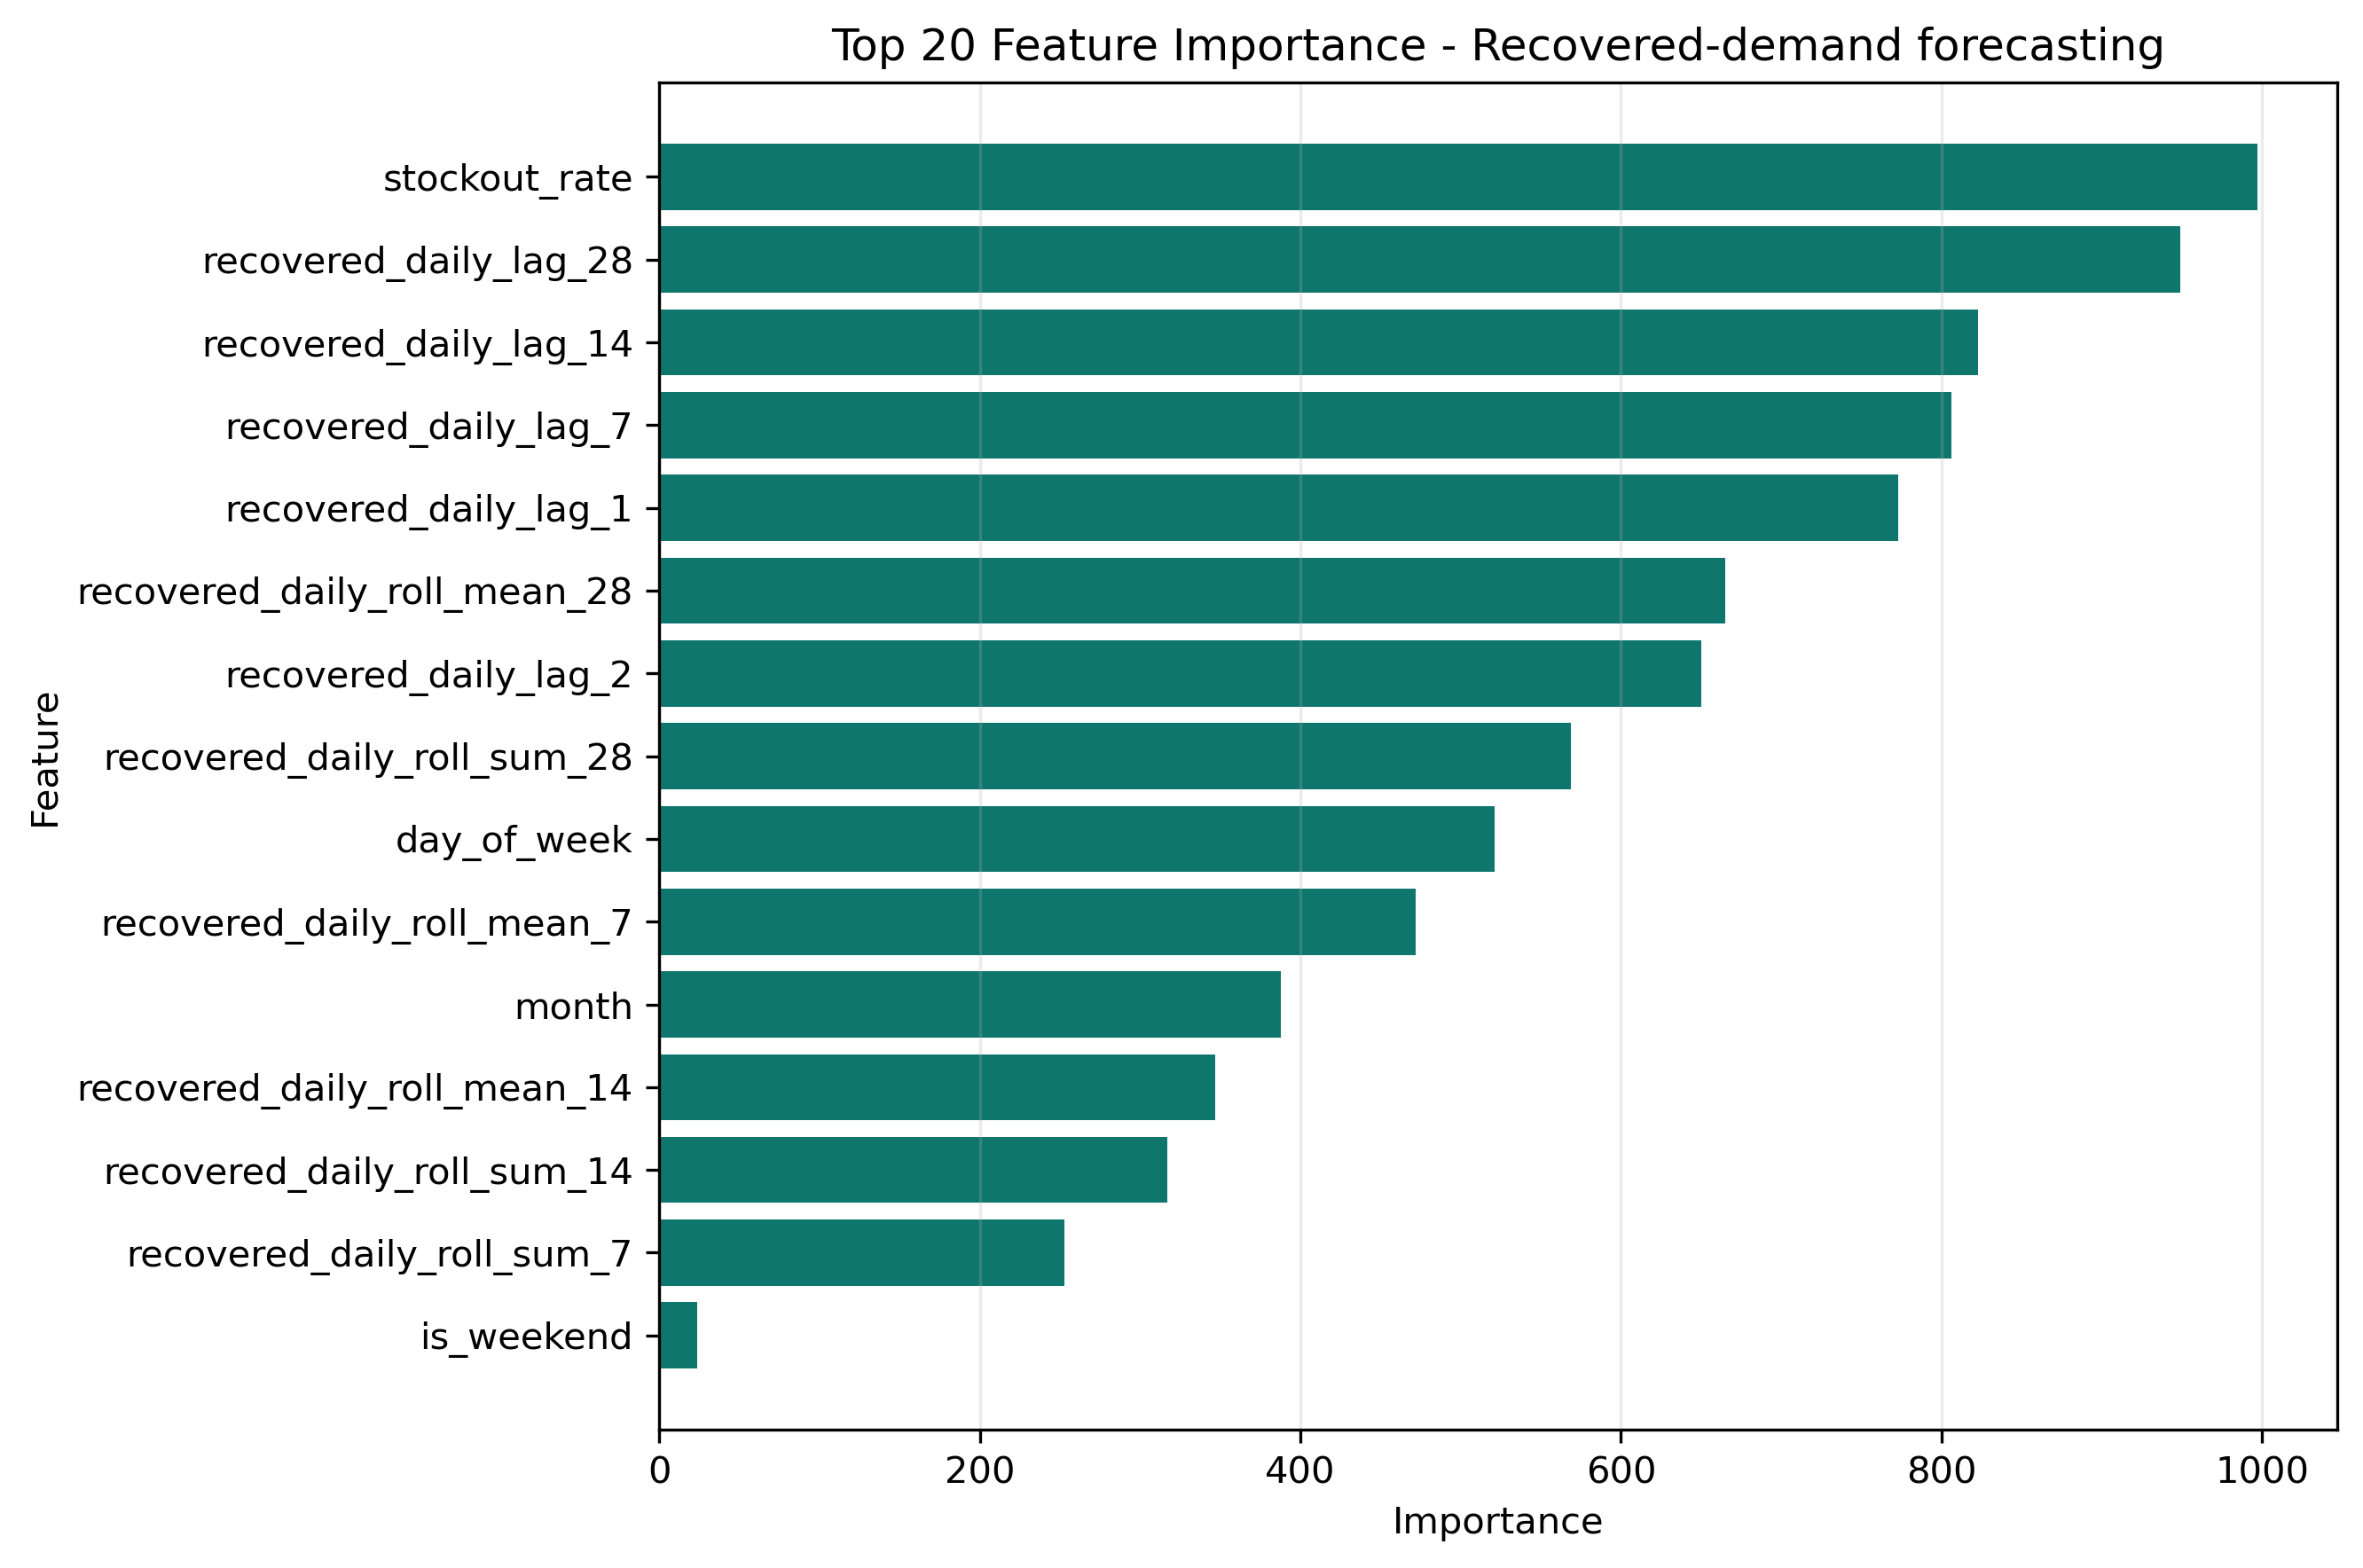 Top 20 Feature Importance - Recovered-demand forecasting
stockout_rate
recovered_daily_lag_28
recovered_daily_lag_14
recovered_daily_lag_7
recovered_daily_lag_1
recovered_daily_roll_mean_28
recovered_daily_lag_2
recovered_daily_roll_sum_28
day_of_week
recovered_daily_roll_mean_7
month
recovered_daily_roll_mean_14
recovered_daily_roll_sum_14
recovered_daily_roll_sum_7
is_weekend
Feature
0 200 400 600 800 1000
Importance